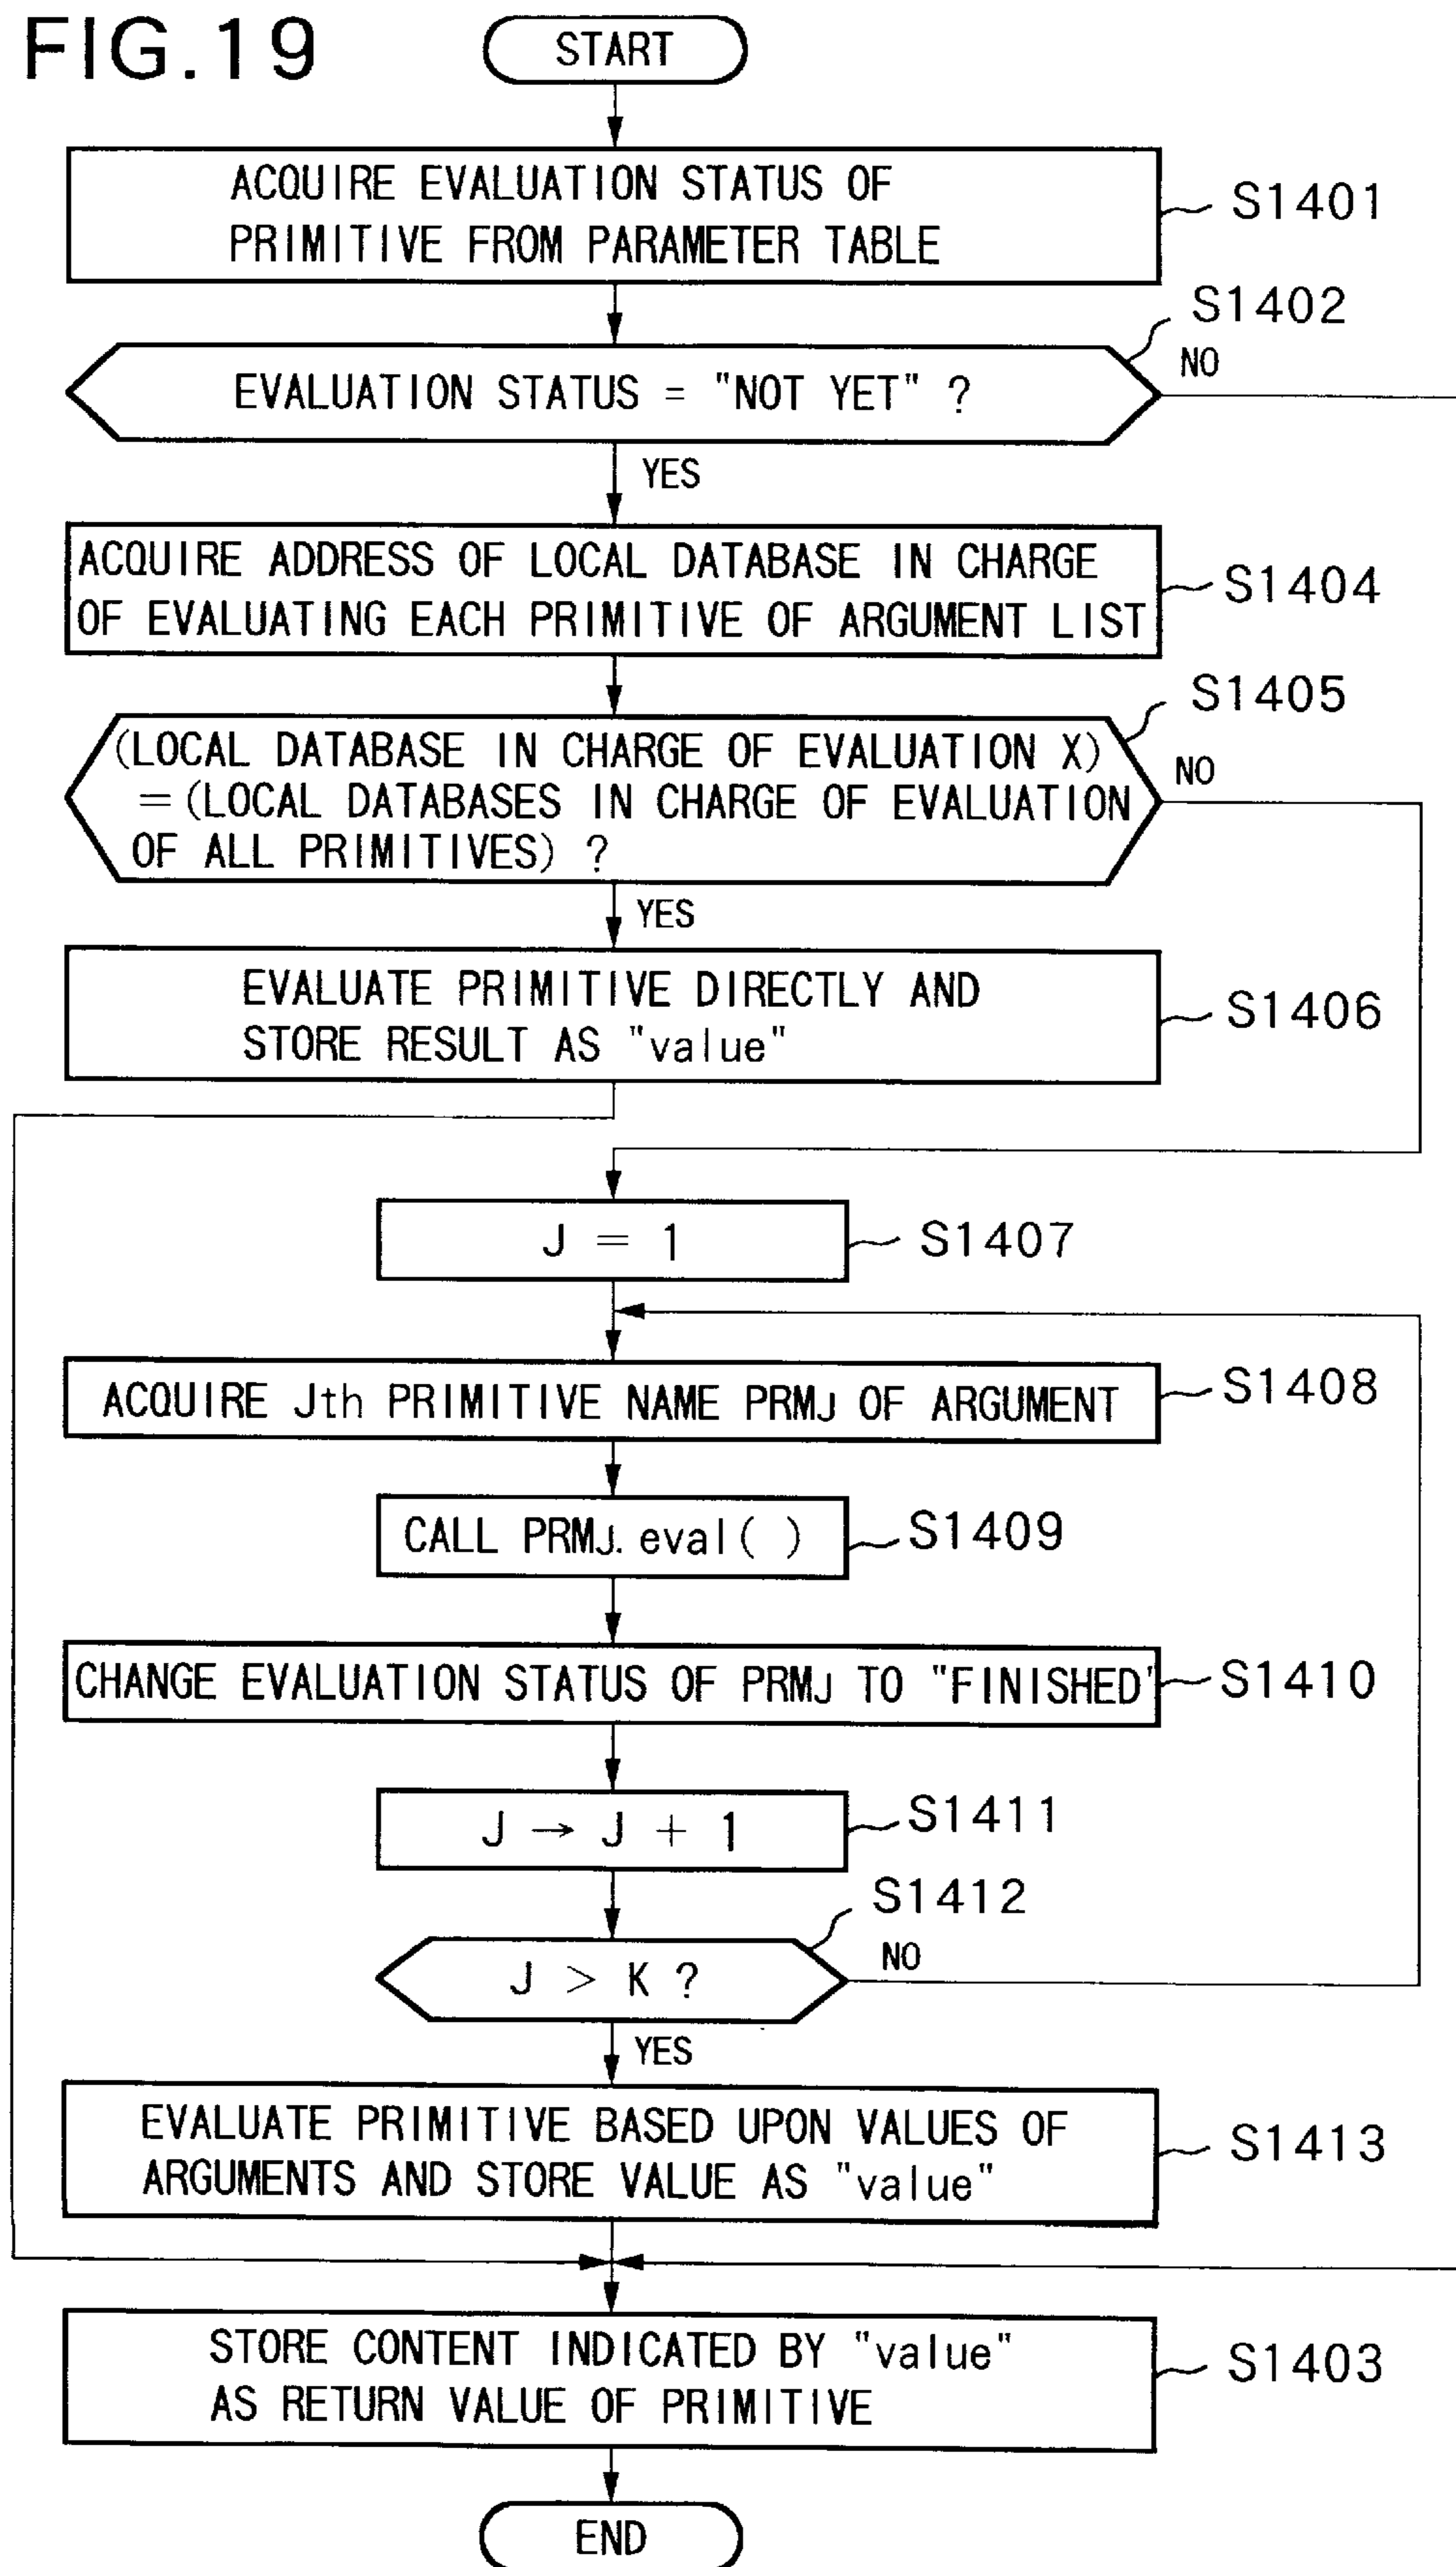 FIG.19
START
ACQUIRE EVALUATION STATUS OF
PRIMITIVE FROM PARAMETER TABLE
S1401
S1402
EVALUATION STATUS = "NOT YET" ?
NO
YES
ACQUIRE ADDRESS OF LOCAL DATABASE IN CHARGE
OF EVALUATING EACH PRIMITIVE OF ARGUMENT LIST
S1404
S1405
(LOCAL DATABASE IN CHARGE OF EVALUATION X)
=(LOCAL DATABASES IN CHARGE OF EVALUATION
OF ALL PRIMITIVES) ?
NO
YES
EVALUATE PRIMITIVE DIRECTLY AND
STORE RESULT AS "value"
S1406
J = 1
S1407
ACQUIRE Jth PRIMITIVE NAME PRMJ OF ARGUMENT
S1408
CALL PRMJ. eval( )
S1409
CHANGE EVALUATION STATUS OF PRMJ TO "FINISHED'
S1410
J → J + 1
S1411
S1412
J > K ?
NO
YES
EVALUATE PRIMITIVE BASED UPON VALUES OF
ARGUMENTS AND STORE VALUE AS "value"
S1413
STORE CONTENT INDICATED BY "value"
AS RETURN VALUE OF PRIMITIVE
S1403
END